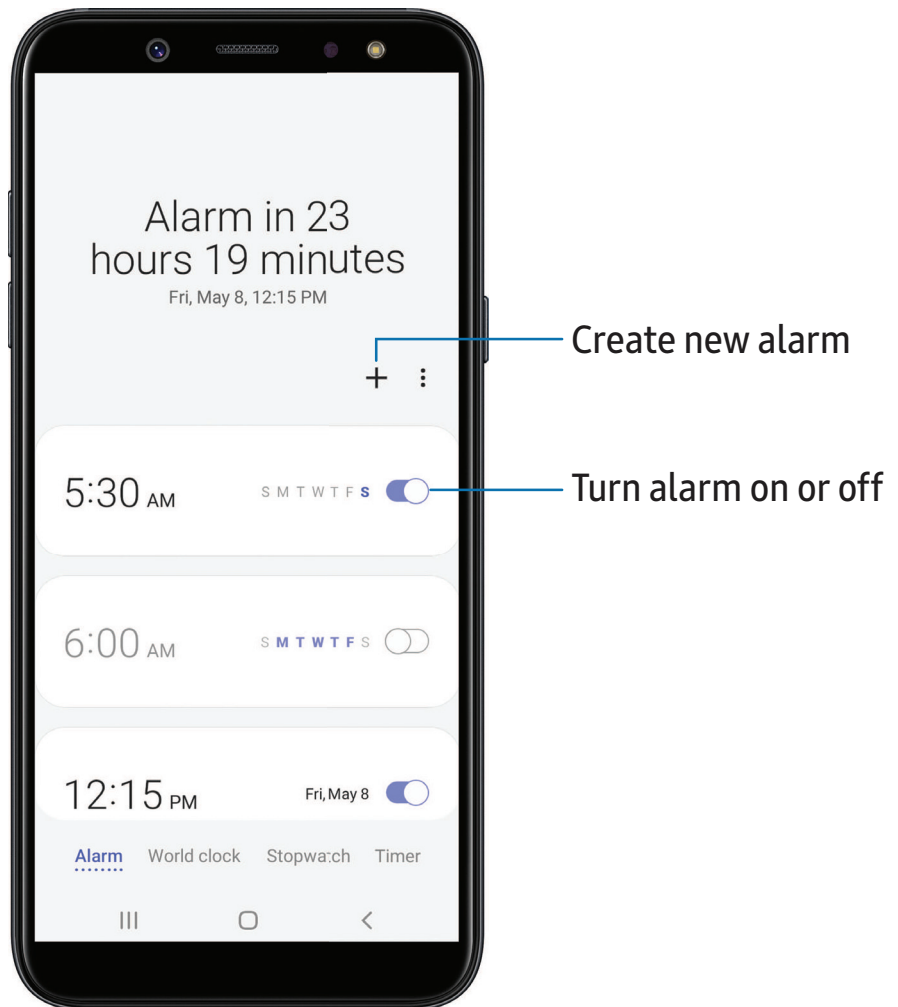 Alarm in 23
hours 19 minutes
Fri, May 8, 12:15 PM
Create new alarm
5:30 AM S M T W T F S
Turn alarm on or off
6:00 AM S M T W T F S
12:15 PM Fri, May 8
Alarm World clock Stopwatch Timer